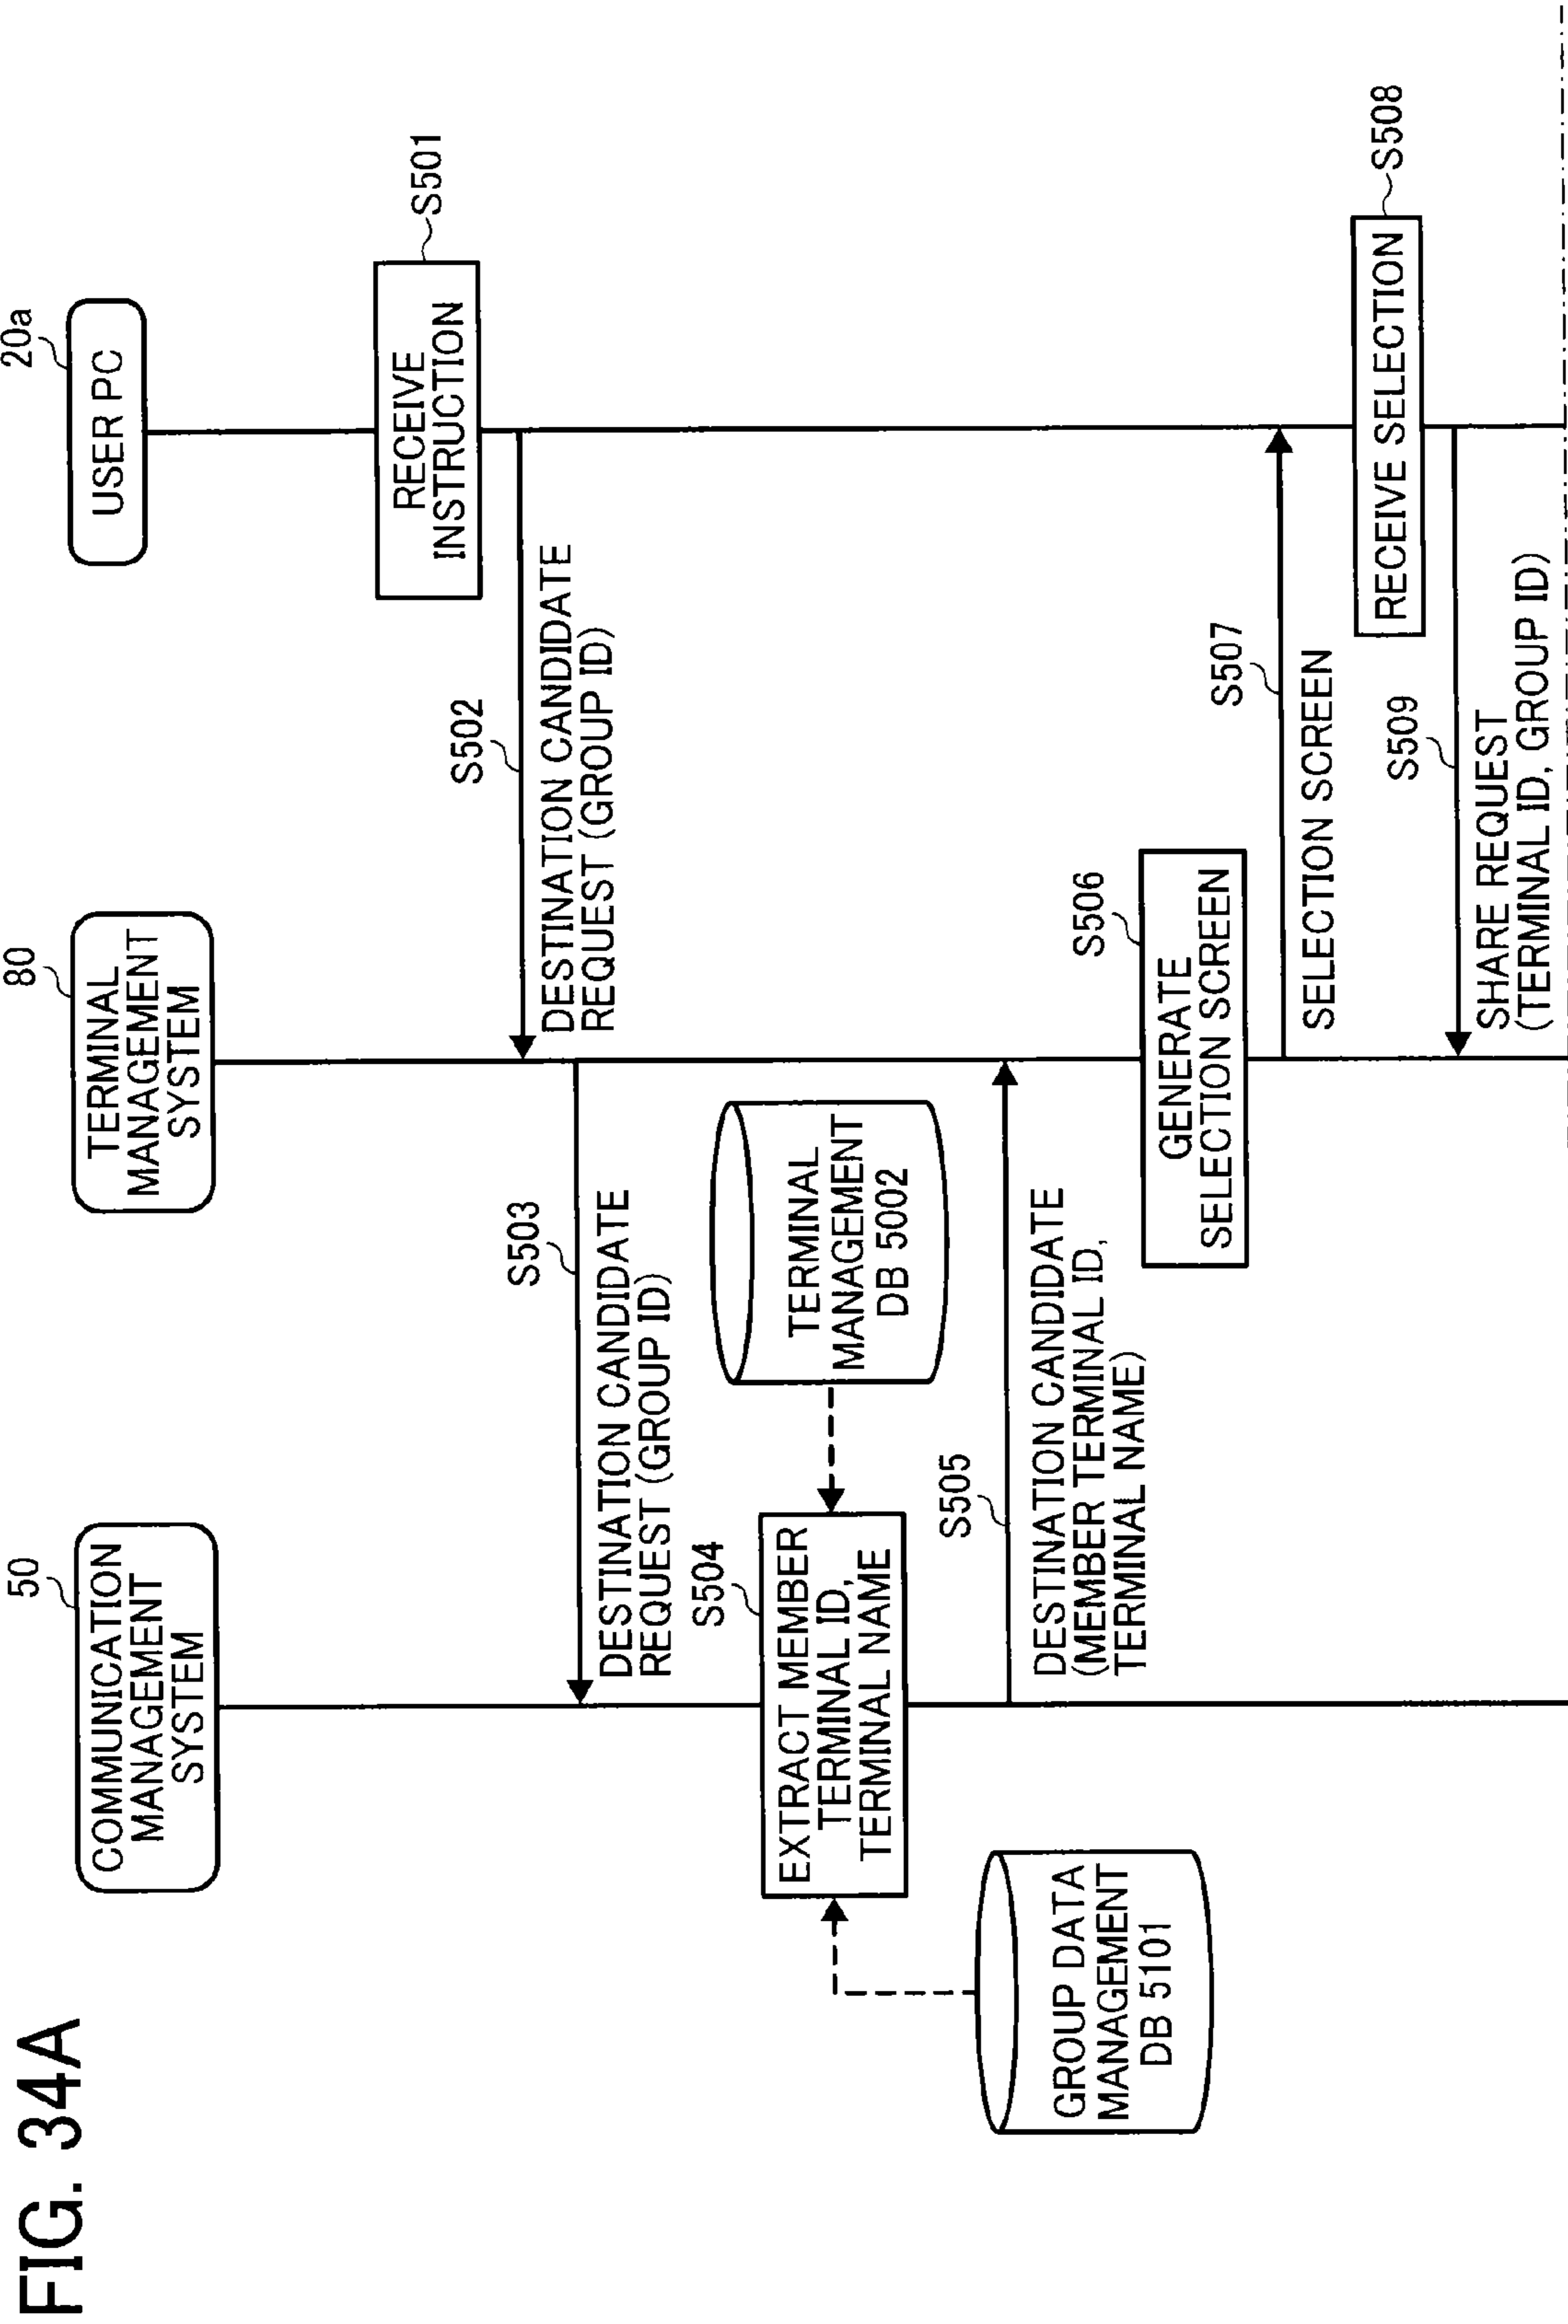 FIG. 34A
50
COMMUNICATION
MANAGEMENT
SYSTEM
80
TERMINAL
MANAGEMENT
SYSTEM
20a
USER PC
RECEIVE
INSTRUCTION
S501
S502
DESTINATION CANDIDATE
REQUEST (GROUP ID)
S503
DESTINATION CANDIDATE
REQUEST (GROUP ID)
S504
EXTRACT MEMBER
TERMINAL ID,
TERMINAL NAME
TERMINAL
MANAGEMENT
DB 5002
GROUP DATA
MANAGEMENT
DB 5101
S505
DESTINATION CANDIDATE
(MEMBER TERMINAL ID,
TERMINAL NAME)
S506
GENERATE
SELECTION SCREEN
S507
SELECTION SCREEN
RECEIVE SELECTION
S508
S509
SHARE REQUEST
(TERMINAL ID, GROUP ID)